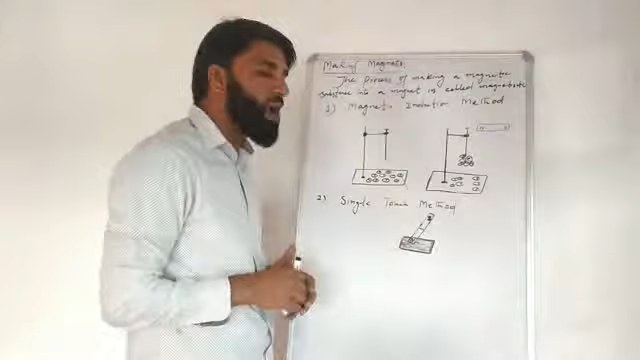 Making Magnets
The process of making a magnetic
substance into a magnet is called
1) Magnetic Induction Method
2) Single Touch Method